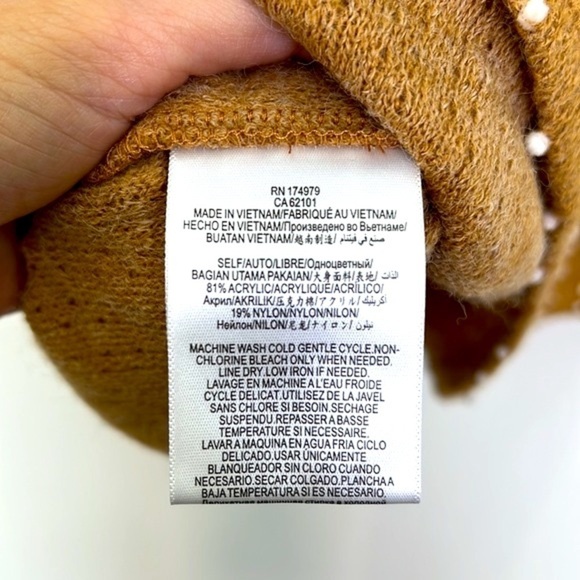 RN 174979
CA 62101
MADE IN VIETNAM/FABRIQUÉ AU VIETNAM/
HECHO EN VIETNAM/Произведено во Вьетнаме/
BUATAN VIETNAM/越南制造/ صنع في فيتنام
SELF/AUTO/LIBRE/Одноцветный/
BAGIAN UTAMA PAKAIAN/大身面料/表地/ الذات
81% ACRYLIC/ACRYLIQUE/ACRÍLICO/
Акрил/AKRILIK/压克力棉/アクリル/ أكريليك
19% NYLON/NYLON/NILON/
Нейлон/NILON/尼龙/ナイロン/ نيلون
MACHINE WASH COLD GENTLE CYCLE.NON-
CHLORINE BLEACH ONLY WHEN NEEDED.
LINE DRY.LOW IRON IF NEEDED.
LAVAGE EN MACHINE A L'EAU FROIDE
CYCLE DELICAT.UTILISEZ DE LA JAVEL
SANS CHLORE SI BESOIN.SECHAGE
SUSPENDU.REPASSER A BASSE
TEMPERATURE SI NECESSAIRE.
LAVAR A MAQUINA EN AGUA FRIA CICLO
DELICADO.USAR ÚNICAMENTE
BLANQUEADOR SIN CLORO CUANDO
NECESARIO.SECAR COLGADO.PLANCHA A
BAJA TEMPERATURA SI ES NECESARIO.